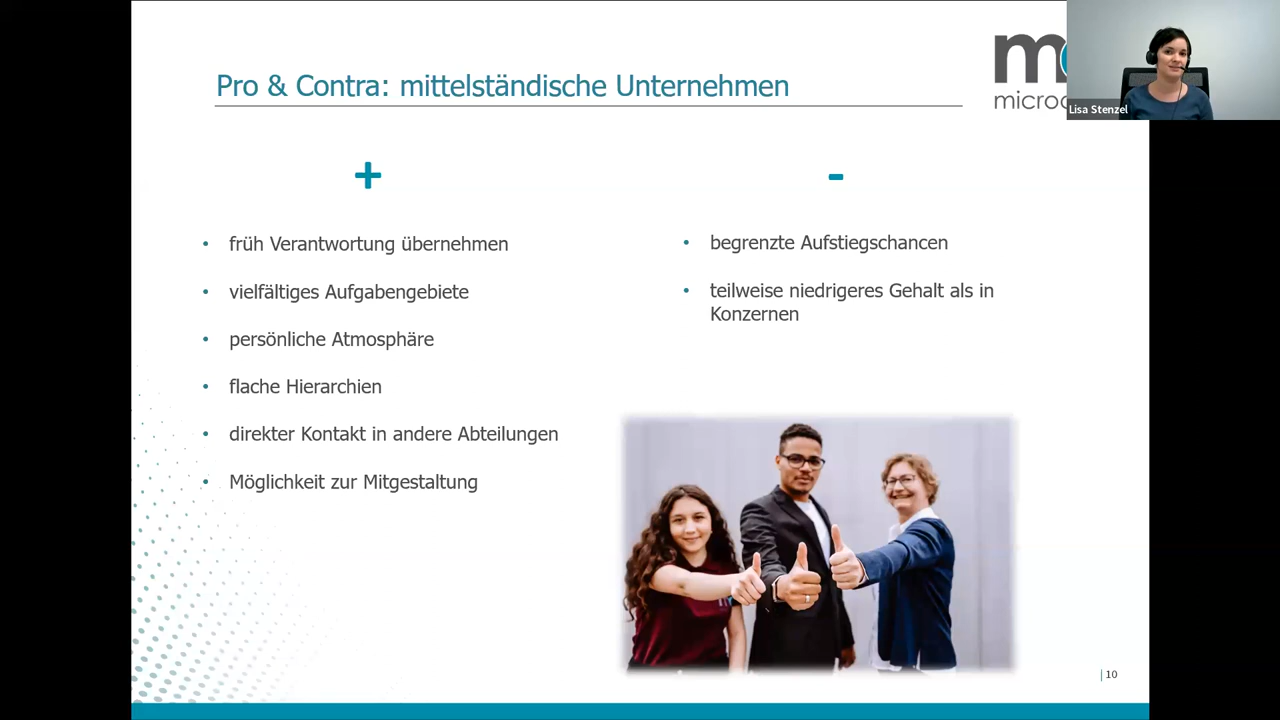 Pro & Contra: mittelständische Unternehmen
Lisa Stenzel
+
-
• früh Verantwortung übernehmen
• vielfältiges Aufgabengebiete
• persönliche Atmosphäre
• flache Hierarchien
• direkter Kontakt in andere Abteilungen
• Möglichkeit zur Mitgestaltung
• begrenzte Aufstiegschancen
• teilweise niedrigeres Gehalt als in
Konzernen
| 10